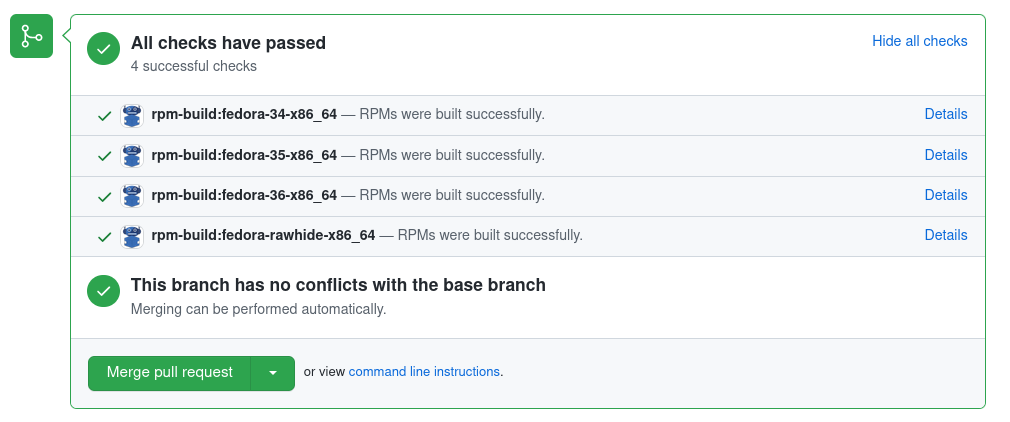 All checks have passed
Hide all checks
4 successful checks
rpm-build:fedora-34-x86_64 — RPMs were built successfully.
Details
rpm-build:fedora-35-x86_64 — RPMs were built successfully.
Details
rpm-build:fedora-36-x86_64 — RPMs were built successfully.
Details
rpm-build:fedora-rawhide-x86_64 — RPMs were built successfully.
Details
This branch has no conflicts with the base branch
Merging can be performed automatically.
Merge pull request
or view command line instructions.